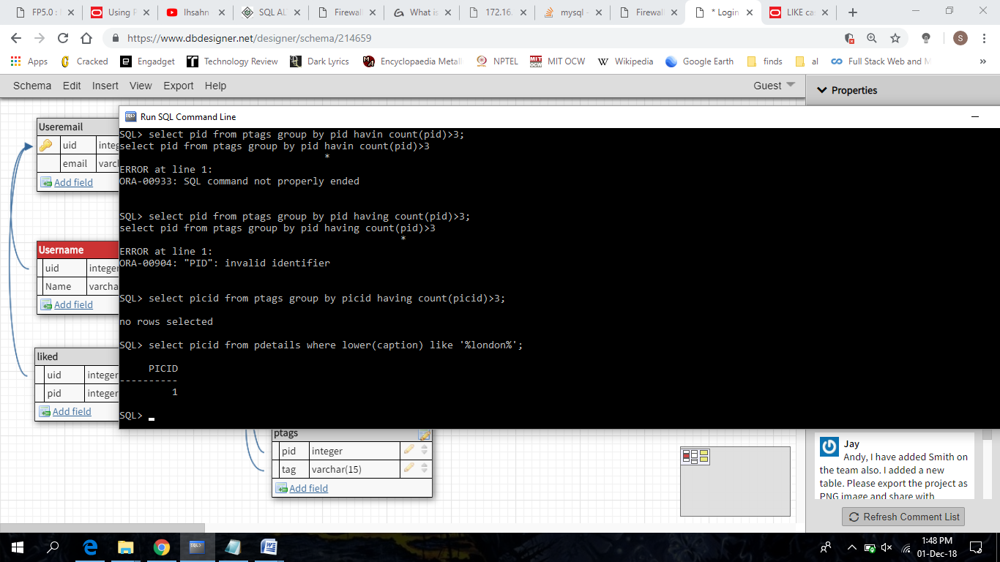 FP5.0 :
Using F
Ihsahn
SQL AL
Firewall
What is
172.16.
mysql -
Firewall
* Login
LIKE ca
https://www.dbdesigner.net/designer/schema/214659
S
Apps
Cracked
Engadget
Technology Review
Dark Lyrics
Encyclopaedia Metall
NPTEL
MIT OCW
Wikipedia
Google Earth
finds
al
Full Stack Web and M
»
Schema Edit Insert View Export Help
Guest
Properties
Useremail
uid integ
email varc
Add field
Username
uid integer
Name varcha
Add field
liked
uid integer
pid integer
Add field
Run SQL Command Line
SQL> select pid from ptags group by pid havin count(pid)>3;
select pid from ptags group by pid havin count(pid)>3
*
ERROR at line 1:
ORA-00933: SQL command not properly ended
SQL> select pid from ptags group by pid having count(pid)>3;
select pid from ptags group by pid having count(pid)>3
*
ERROR at line 1:
ORA-00904: "PID": invalid identifier
SQL> select picid from ptags group by picid having count(picid)>3;
no rows selected
SQL> select picid from pdetails where lower(caption) like '%london%';
PICID
----------
1
SQL>
ptags
pid integer
tag varchar(15)
Add field
Jay
Andy, I have added Smith on
the team also. I added a new
table. Please export the project as
PNG image and share with
Refresh Comment List
1:48 PM
01-Dec-18